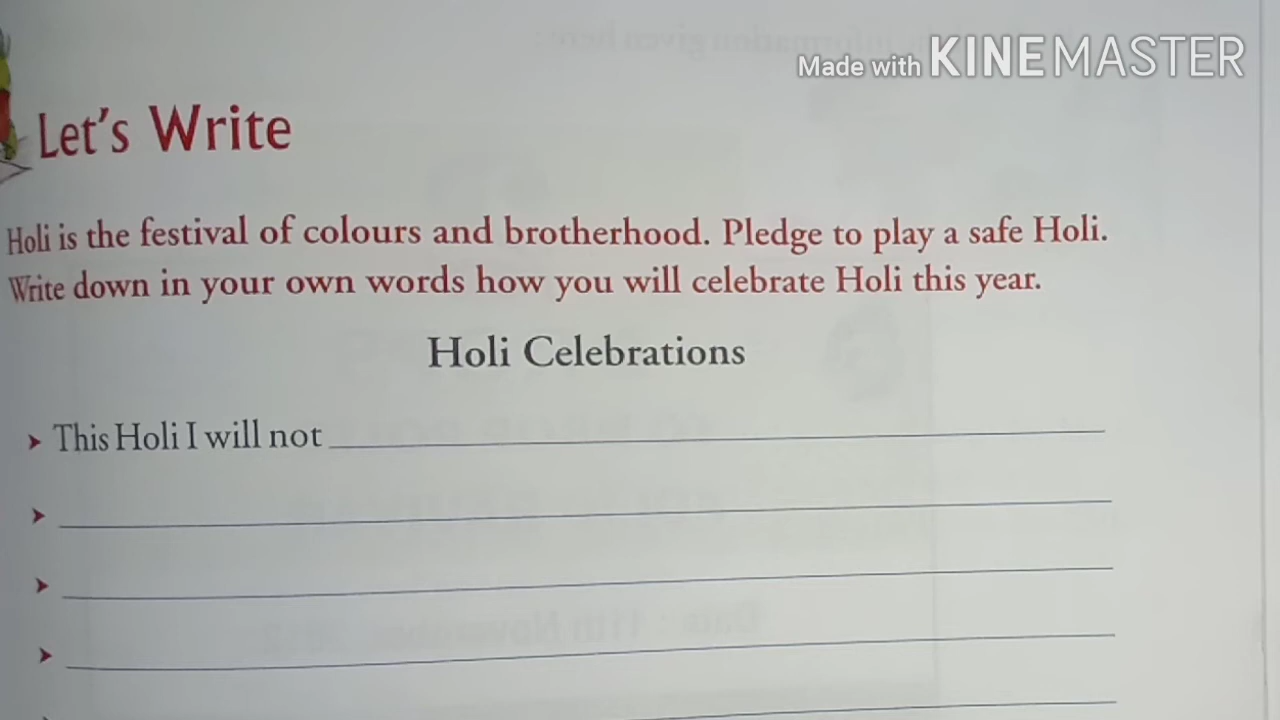 Made with KINEMASTER
Let's Write
Holi is the festival of colours and brotherhood. Pledge to play a safe Holi.
Write down in your own words how you will celebrate Holi this year.
Holi Celebrations
➤ This Holi I will not